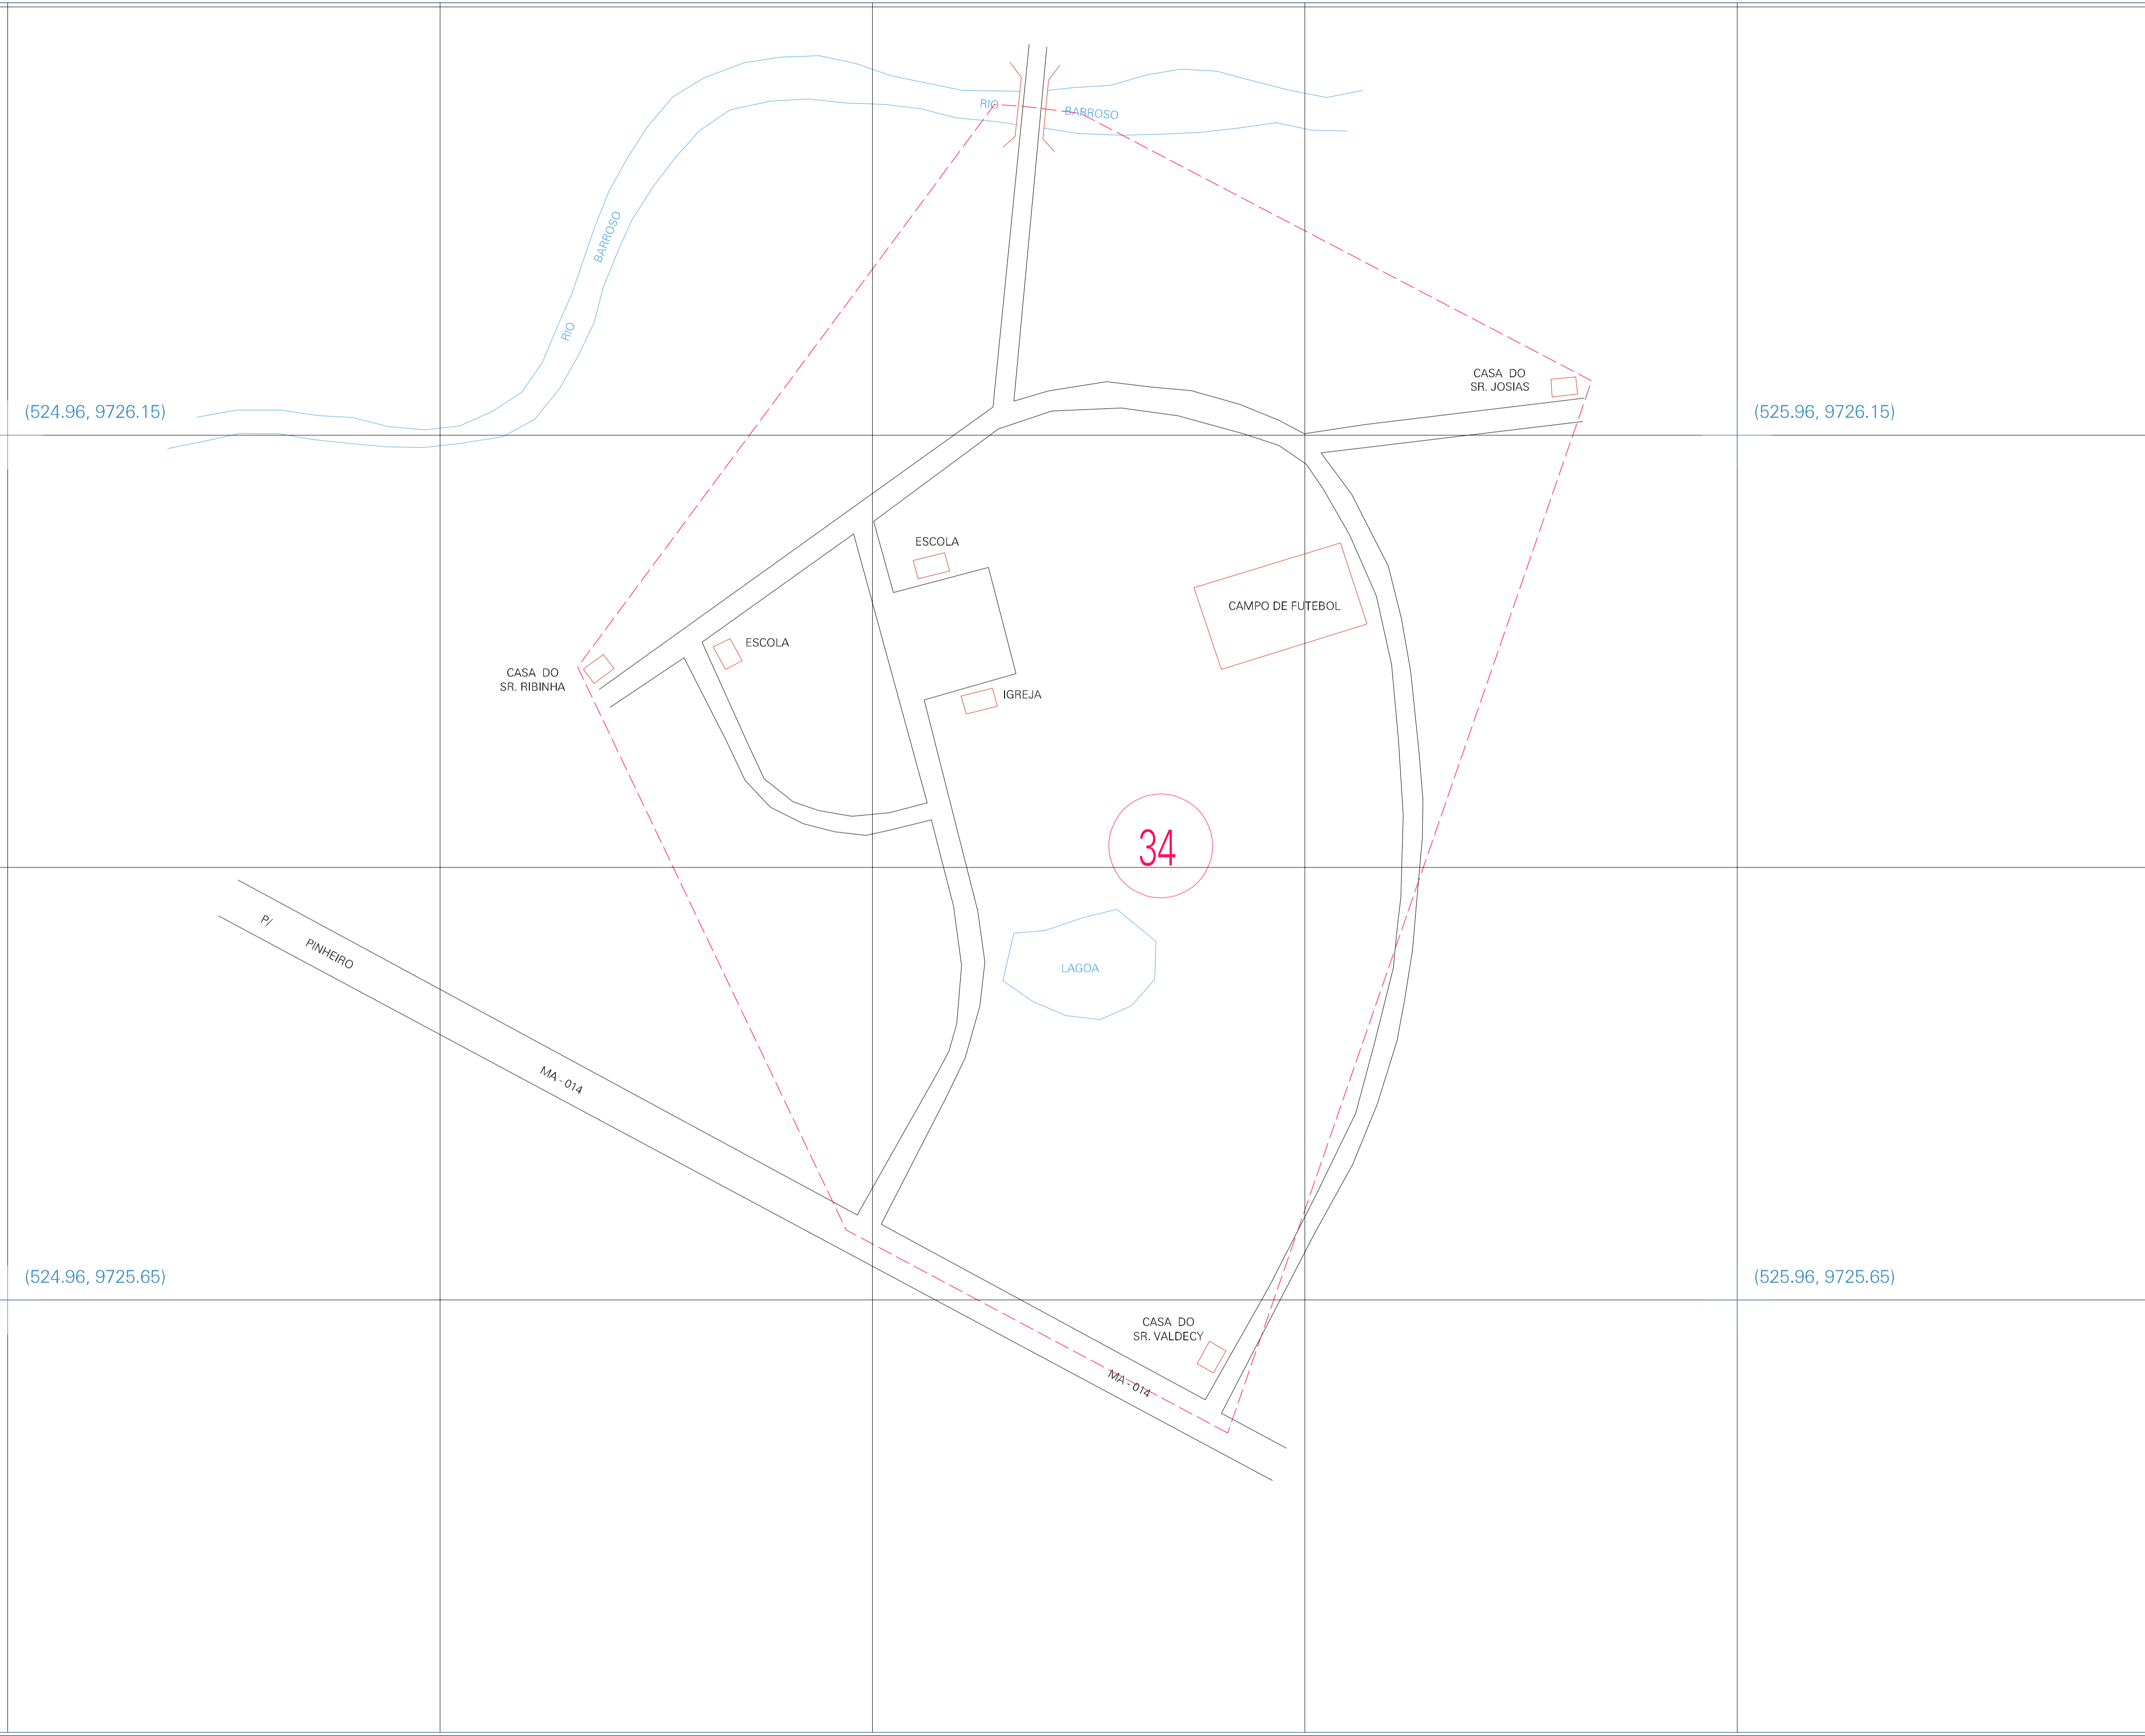 RIO BARROSO
BARROSO
RIO
CASA DO
SR. JOSIAS
(524.96, 9726.15)
(525.96, 9726.15)
ESCOLA
CAMPO DE FUTEBOL
ESCOLA
CASA DO
SR. RIBINHA
IGREJA
34
P/ PINHEIRO
LAGOA
MA - 014
(524.96, 9725.65)
(525.96, 9725.65)
CASA DO
SR. VALDECY
MA - 014